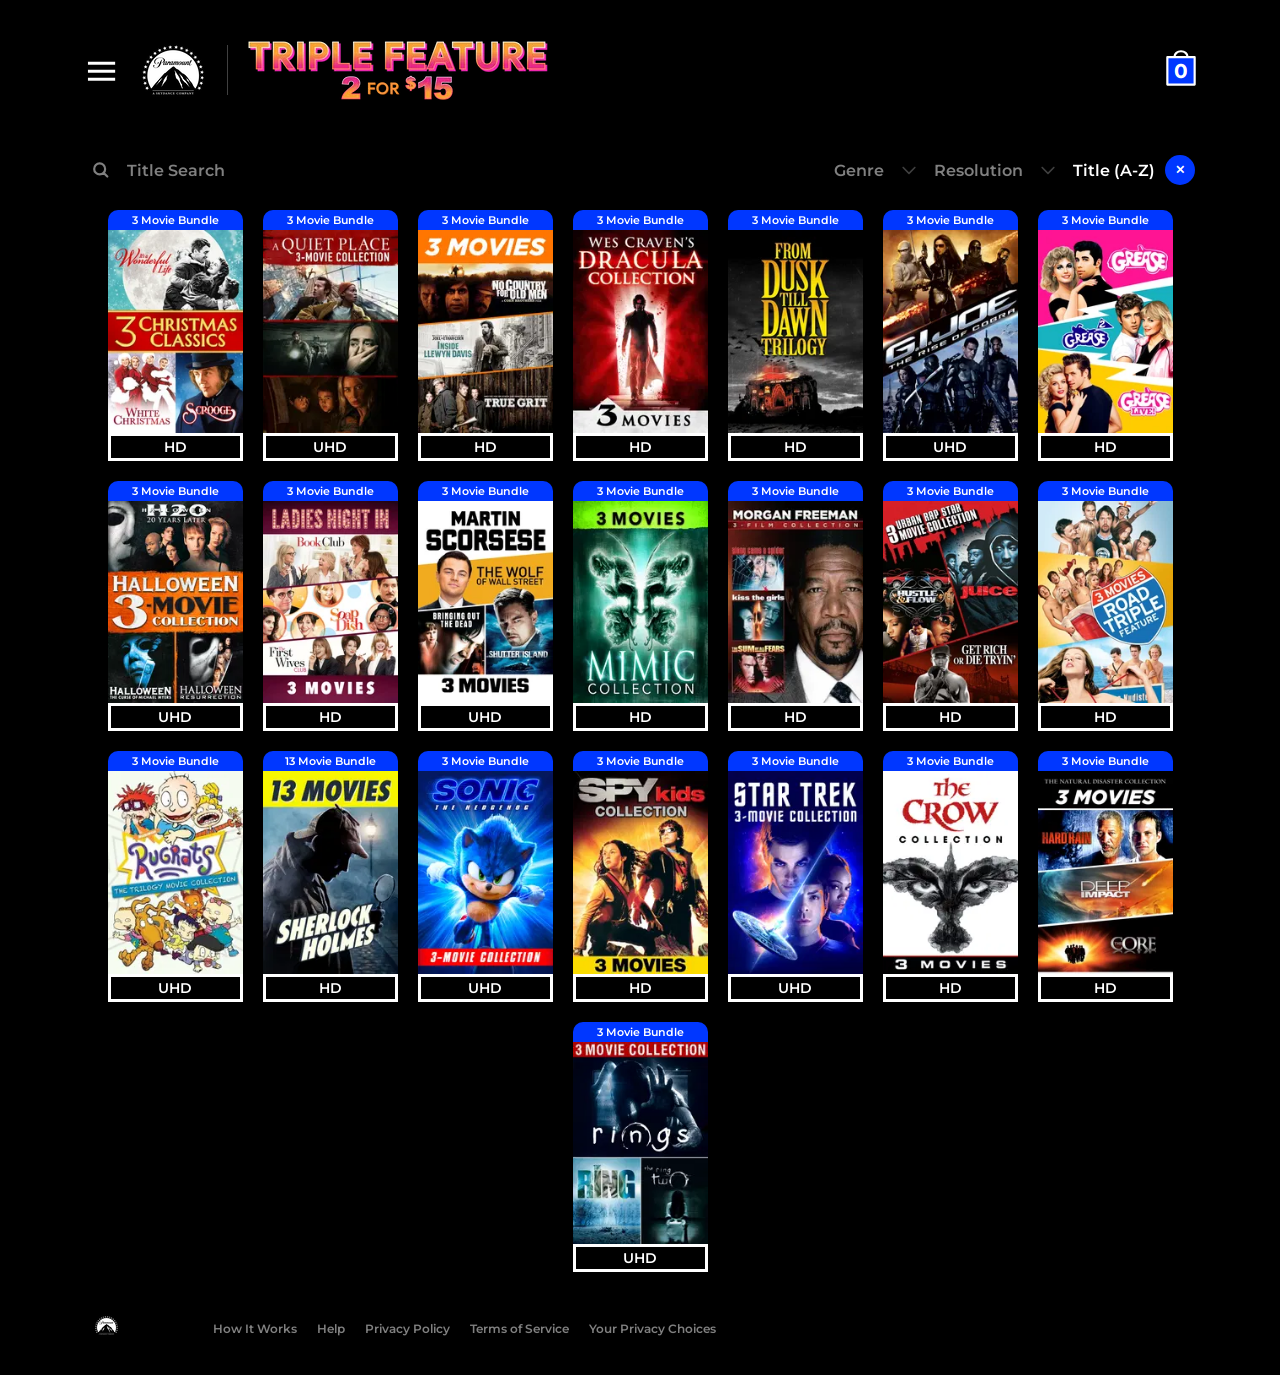 Paramount
TRIPLE FEATURE
2 FOR $15
0
Title Search
Genre
Resolution
Title (A-Z)
3 Movie Bundle
3 Movie Bundle
3 Movie Bundle
3 Movie Bundle
3 Movie Bundle
3 Movie Bundle
3 Movie Bundle
It's a Wonderful Life
3 CHRISTMAS CLASSICS
WHITE CHRISTMAS
SCROOGE
A QUIET PLACE
3-MOVIE COLLECTION
3 MOVIES
NO COUNTRY FOR OLD MEN
INSIDE
LLEWYN DAVIS
TRUE GRIT
WES CRAVEN'S
DRACULA
COLLECTION
3 MOVIES
FROM
DUSK
TILL
DAWN
TRILOGY
G.I. JOE
THE RISE OF COBRA
GREASE
GREASE 2
GREASE
LIVE!
HD
UHD
HD
HD
HD
UHD
HD
3 Movie Bundle
3 Movie Bundle
3 Movie Bundle
3 Movie Bundle
3 Movie Bundle
3 Movie Bundle
3 Movie Bundle
H20
20 YEARS LATER
HALLOWEEN
3-MOVIE
COLLECTION
HALLOWEEN
THE CURSE OF MICHAEL MYERS
HALLOWEEN
RESURRECTION
LADIES NIGHT IN
Book Club
SOAP DISH
The First Wives CLUB
3 MOVIES
MARTIN
SCORSESE
THE WOLF
OF WALL STREET
BRINGING OUT
THE DEAD
SHUTTER ISLAND
3 MOVIES
3 MOVIES
MIMIC
COLLECTION
MORGAN FREEMAN
3-FILM COLLECTION
along came a spider
kiss the girls
THE SUM OF ALL FEARS
3 URBAN RAP STAR
MOVIE COLLECTION
HUSTLE & FLOW
JUICE
GET RICH
OR DIE TRYIN'
3 MOVIES
ROAD
TRIPLE
FEATURE
UHD
HD
UHD
HD
HD
HD
HD
3 Movie Bundle
13 Movie Bundle
3 Movie Bundle
3 Movie Bundle
3 Movie Bundle
3 Movie Bundle
3 Movie Bundle
RUGRATS
THE TRILOGY MOVIE COLLECTION
13 MOVIES
SHERLOCK
HOLMES
SONIC
THE HEDGEHOG
3-MOVIE COLLECTION
SPY kids
COLLECTION
3 MOVIES
STAR TREK
3-MOVIE COLLECTION
the
CROW
COLLECTION
3 MOVIES
THE NATURAL DISASTER COLLECTION
3 MOVIES
HARD RAIN
DEEP
IMPACT
CORE
UHD
HD
UHD
HD
UHD
HD
HD
3 Movie Bundle
3 MOVIE COLLECTION
rings
THE RING
the ring two
UHD
How It Works
Help
Privacy Policy
Terms of Service
Your Privacy Choices